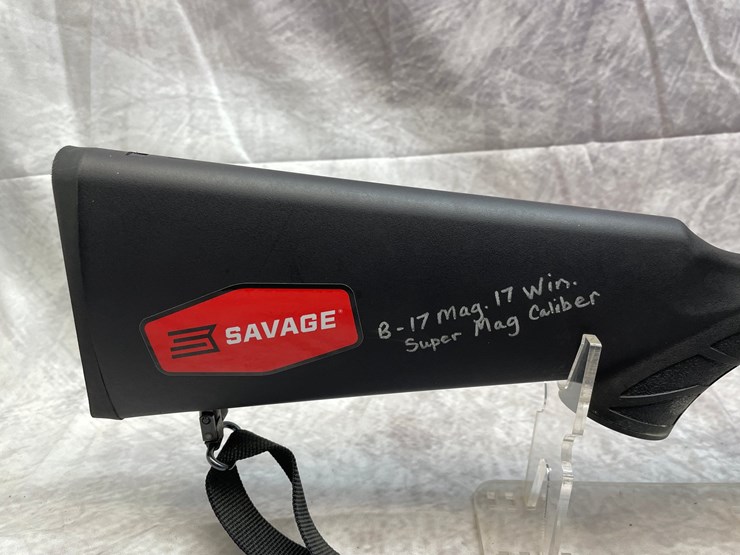 SAVAGE
B-17 Mag. 17 Win.
Super Mag Caliber